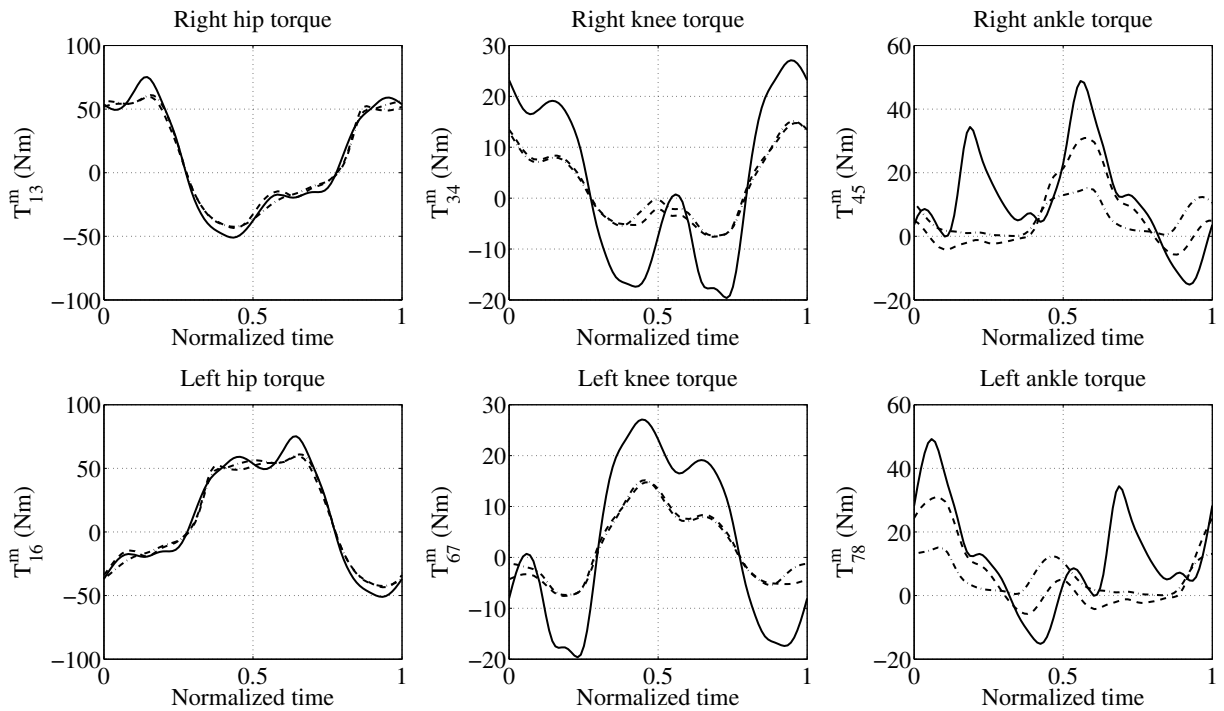 Right hip torque
Right knee torque
Right ankle torque
100
50
0
−50
−100
T^m_13 (Nm)
0
0.5
1
Normalized time
30
20
10
0
−10
−20
T^m_34 (Nm)
0
0.5
1
Normalized time
60
40
20
0
−20
T^m_45 (Nm)
0
0.5
1
Normalized time
Left hip torque
Left knee torque
Left ankle torque
100
50
0
−50
−100
T^m_16 (Nm)
0
0.5
1
Normalized time
30
20
10
0
−10
−20
T^m_67 (Nm)
0
0.5
1
Normalized time
60
40
20
0
−20
T^m_78 (Nm)
0
0.5
1
Normalized time